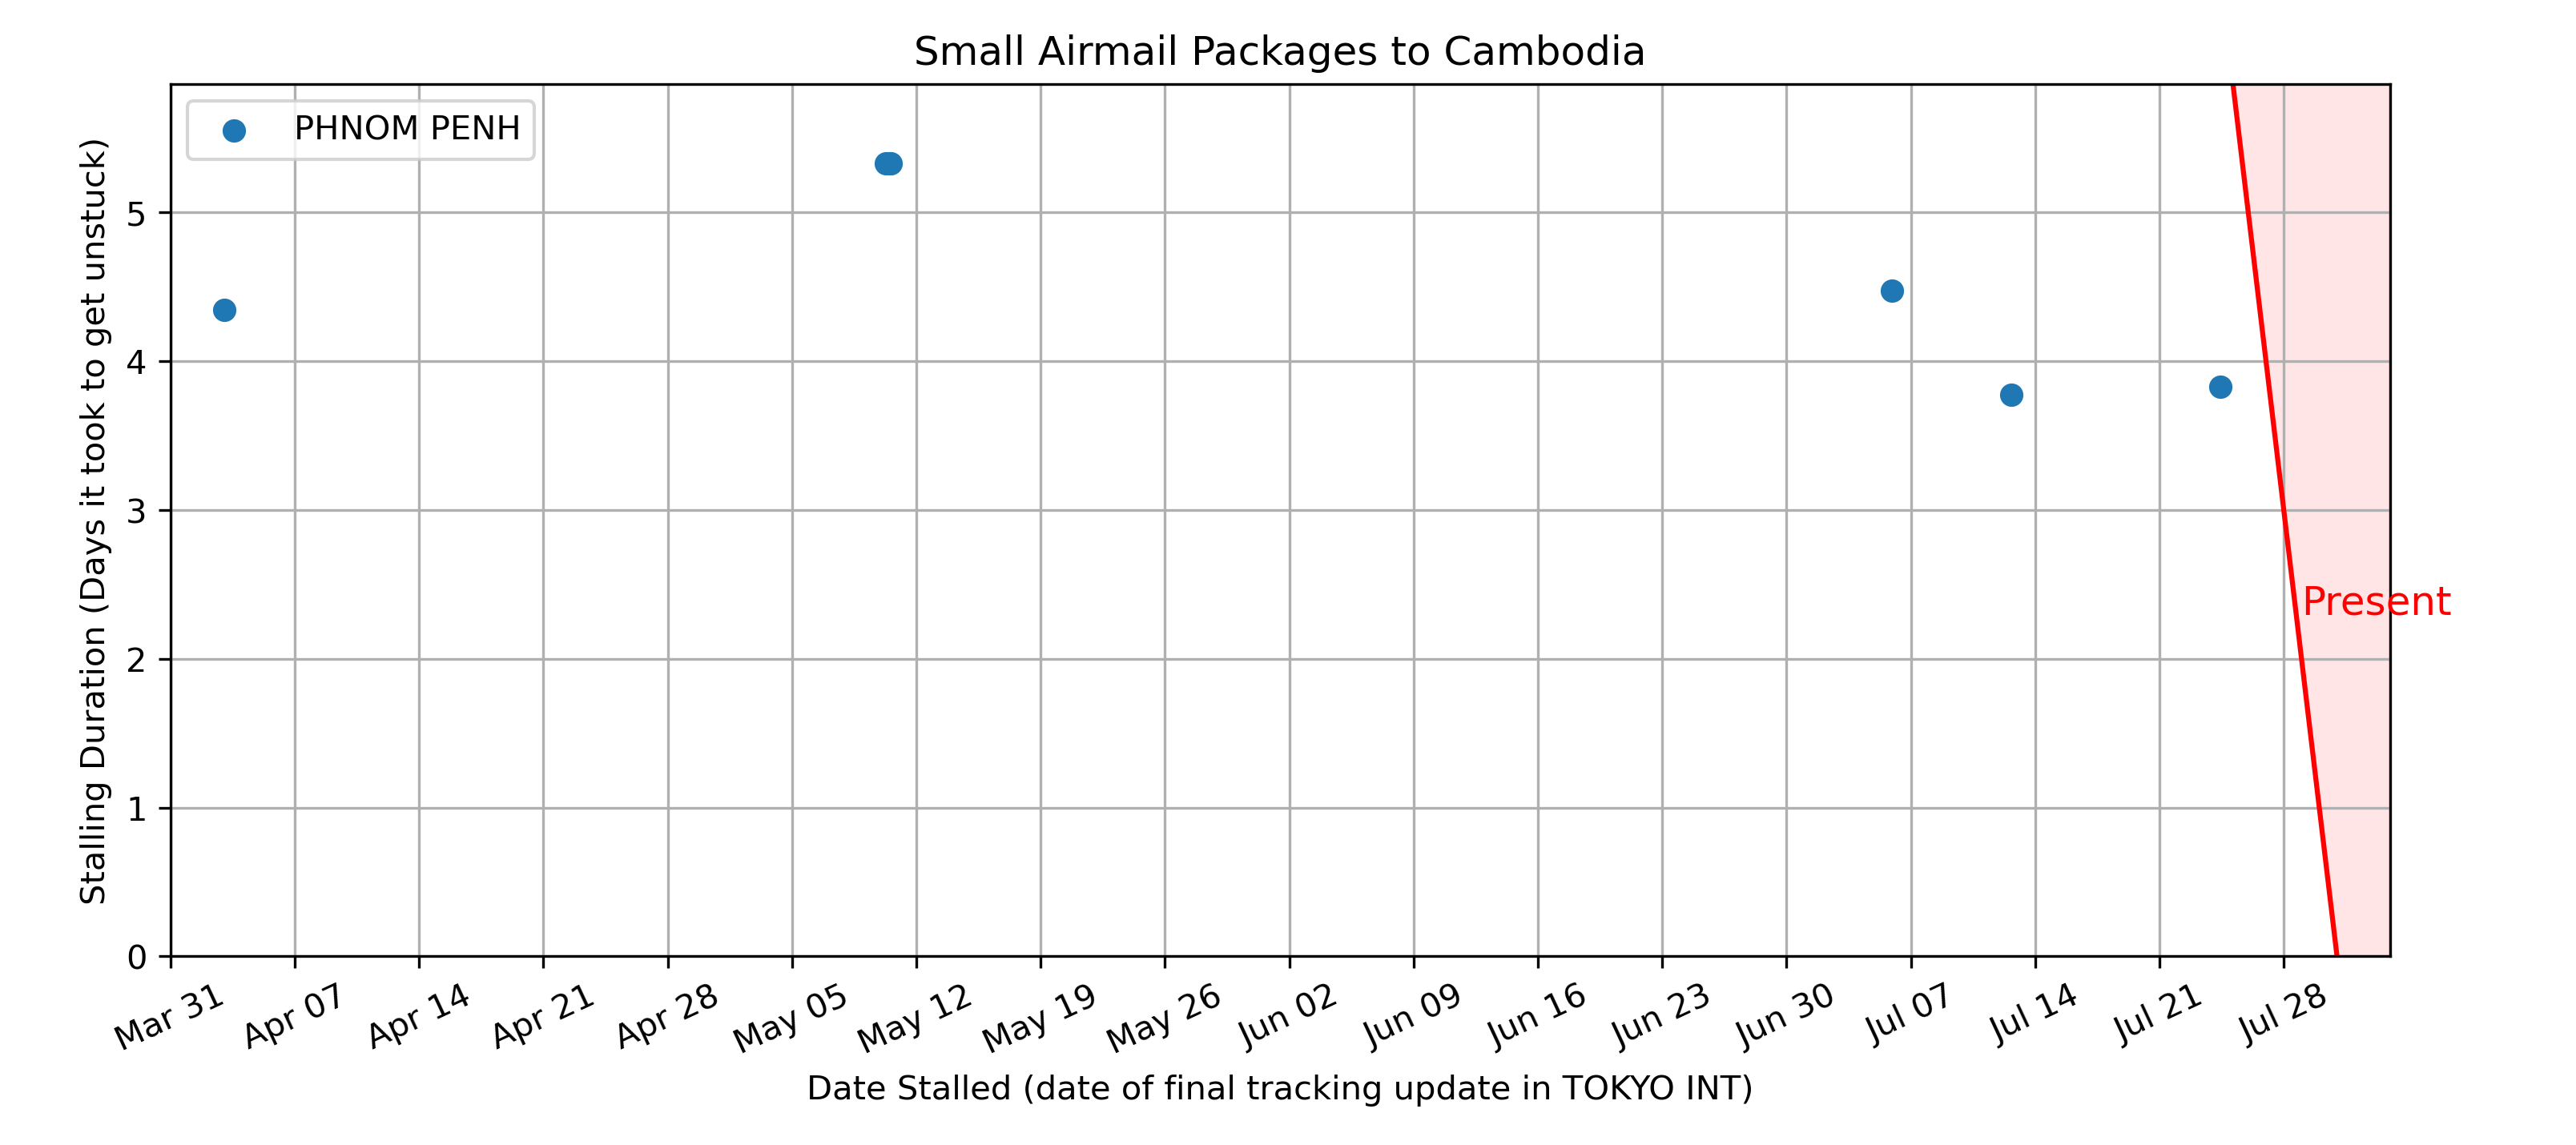 Small Airmail Packages to Cambodia
PHNOM PENH
Stalling Duration (Days it took to get unstuck)
5
4
3
2
1
0
Present
Mar 31
Apr 07
Apr 14
Apr 21
Apr 28
May 05
May 12
May 19
May 26
Jun 02
Jun 09
Jun 16
Jun 23
Jun 30
Jul 07
Jul 14
Jul 21
Jul 28
Date Stalled (date of final tracking update in TOKYO INT)